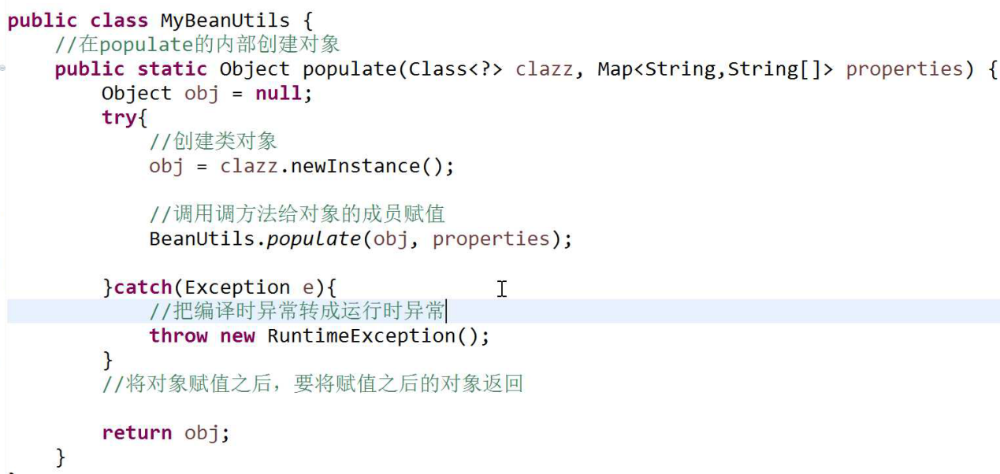 public class MyBeanUtils {
//在populate的内部创建对象
public static Object populate(Class<?> clazz, Map<String,String[]> properties) {
Object obj = null;
try{
//创建类对象
obj = clazz.newInstance();
//调用调方法给对象的成员赋值
BeanUtils.populate(obj, properties);
}catch(Exception e){
//把编译时异常转成运行时异常
throw new RuntimeException();
}
//将对象赋值之后，要将赋值之后的对象返回
return obj;
}